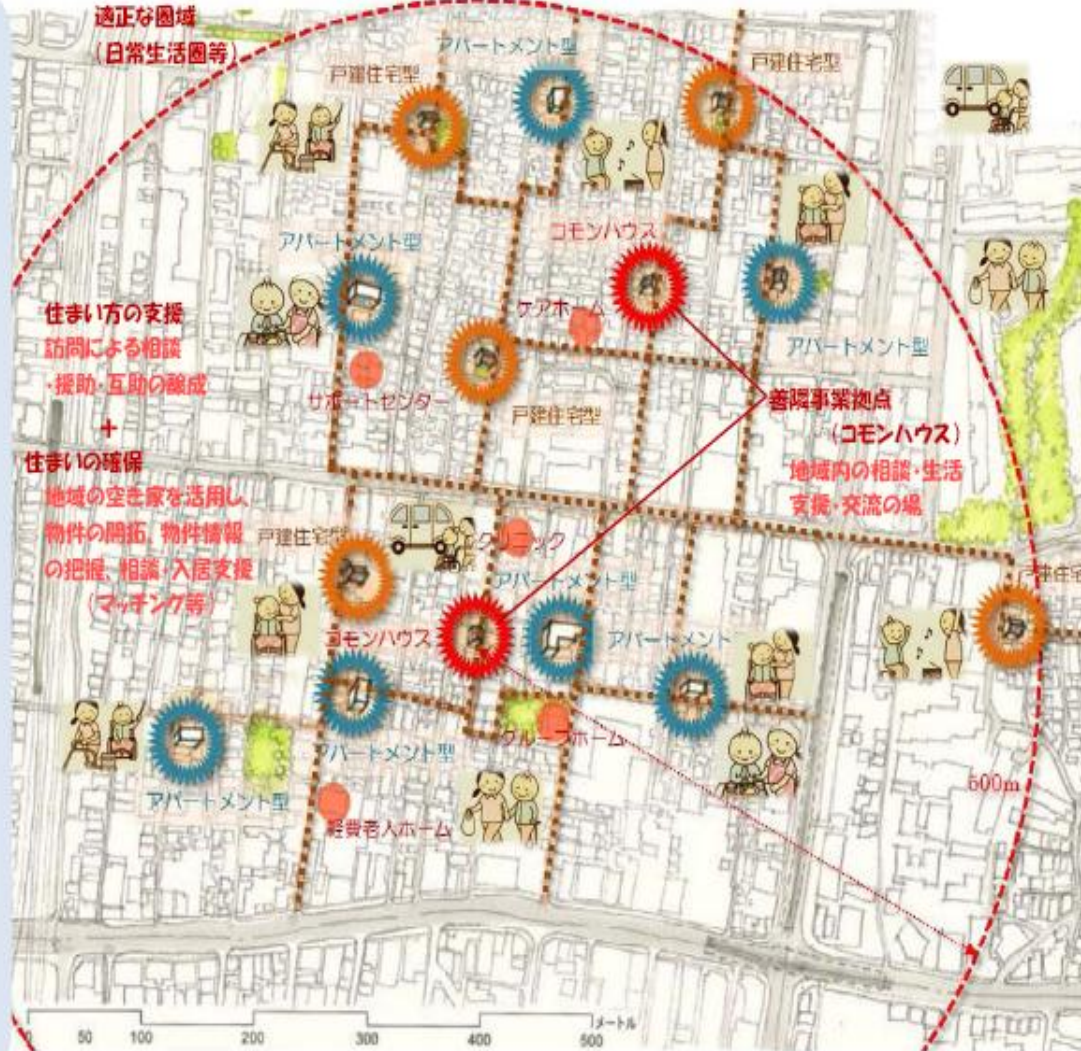 適正な圏域
(日常生活圏等)
アパートメント型
戸建住宅型
戸建住宅型
アパートメント型
コモンハウス
ケアホーム
アパートメント型
住まい方の支援
訪問による相談
・援助・互助の醸成
+
住まいの確保
地域の空き家を活用し、
物件の開拓、物件情報
の把握、相談・入居支援
(マッチング等)
サポートセンター
戸建住宅型
善隣事業拠点
(コモンハウス)
地域内の相談・生活
支援・交流の場
戸建住宅型
クリニック
アパートメント型
戸建住宅
コモンハウス
アパートメント
グループホーム
アパートメント型
アパートメント型
軽費老人ホーム
500m
0 50 100 200 300 400 500 メートル